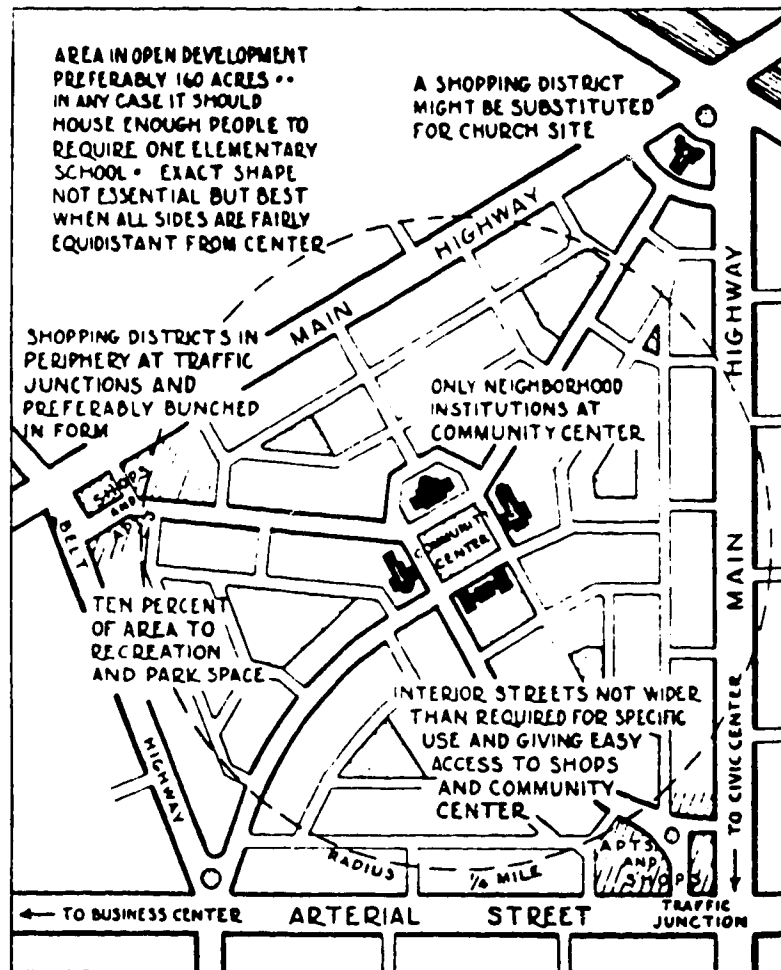 AREA IN OPEN DEVELOPMENT
PREFERABLY 160 ACRES ••
IN ANY CASE IT SHOULD
HOUSE ENOUGH PEOPLE TO
REQUIRE ONE ELEMENTARY
SCHOOL • EXACT SHAPE
NOT ESSENTIAL BUT BEST
WHEN ALL SIDES ARE FAIRLY
EQUIDISTANT FROM CENTER
A SHOPPING DISTRICT
MIGHT BE SUBSTITUTED
FOR CHURCH SITE
MAIN HIGHWAY
SHOPPING DISTRICTS IN
PERIPHERY AT TRAFFIC
JUNCTIONS AND
PREFERABLY BUNCHED
IN FORM
ONLY NEIGHBORHOOD
INSTITUTIONS AT
COMMUNITY CENTER
MAIN HIGHWAY
SHOPS
AND
APTS
COMMUNITY
CENTER
BELT HIGHWAY
TEN PERCENT
OF AREA TO
RECREATION
AND PARK SPACE
INTERIOR STREETS NOT WIDER
THAN REQUIRED FOR SPECIFIC
USE AND GIVING EASY
ACCESS TO SHOPS
AND COMMUNITY
CENTER
← TO CIVIC CENTER
RADIUS ¼ MILE
APTS
AND
SHOPS
← TO BUSINESS CENTER
ARTERIAL STREET
TRAFFIC
JUNCTION